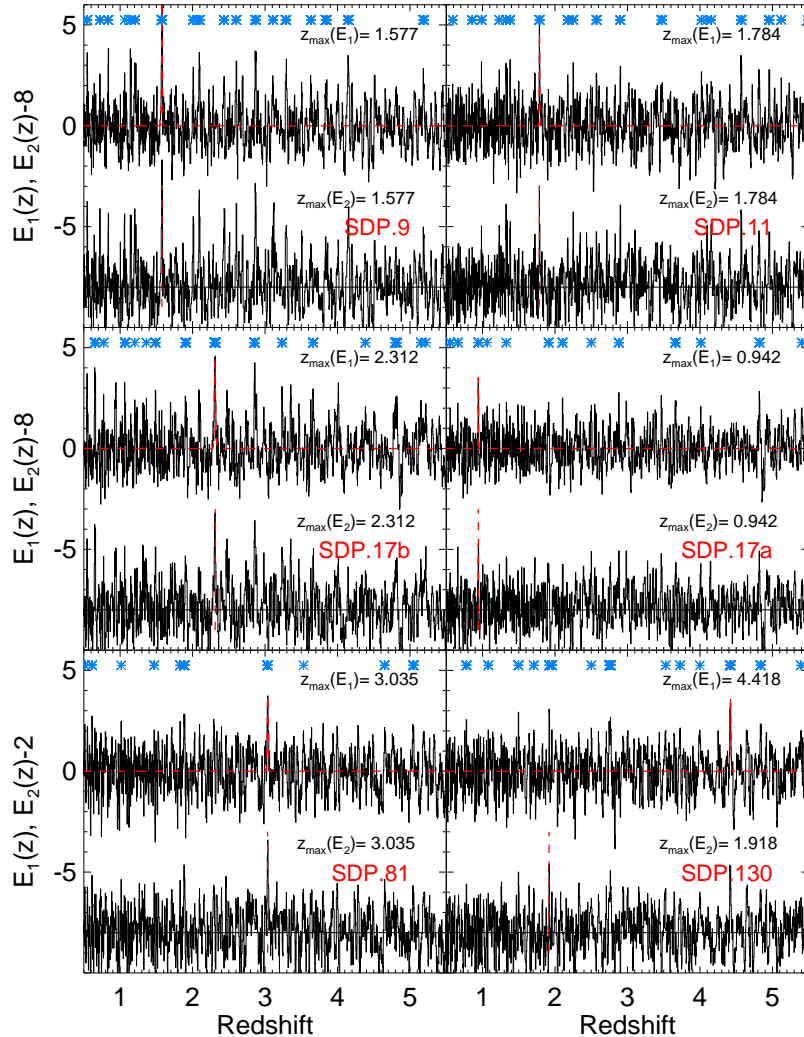 5
0
-5
E₁(z), E₂(z)-8
zmax(E₁)= 1.577
zmax(E₂)= 1.577
SDP.9
zmax(E₁)= 1.784
zmax(E₂)= 1.784
SDP.11
5
0
-5
E₁(z), E₂(z)-8
zmax(E₁)= 2.312
zmax(E₂)= 2.312
SDP.17b
zmax(E₁)= 0.942
zmax(E₂)= 0.942
SDP.17a
5
0
-5
E₁(z), E₂(z)-2
zmax(E₁)= 3.035
zmax(E₂)= 3.035
SDP.81
zmax(E₁)= 4.418
zmax(E₂)= 1.918
SDP.130
1 2 3 4 5
1 2 3 4 5
Redshift
Redshift